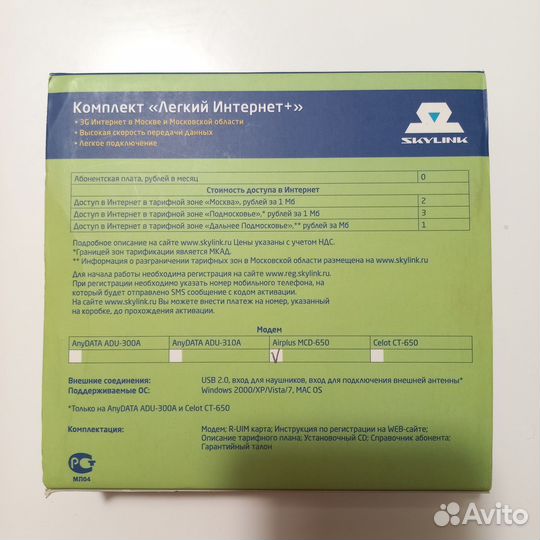 Комплект «Легкий Интернет+»
• 3G Интернет в Москве и Московской области
• Высокая скорость передачи данных
• Легкое подключение
SKYLINK
Абонентская плата, рублей в месяц 0
Стоимость доступа в Интернет
Доступ в Интернет в тарифной зоне «Москва», рублей за 1 Мб 2
Доступ в Интернет в тарифной зоне «Подмосковье»,* рублей за 1 Мб 3
Доступ в Интернет в тарифной зоне «Дальнее Подмосковье»,** рублей за Мб 1
Подробное описание на сайте www.skylink.ru Цены указаны с учетом НДС.
*Границей зон тарификации является МКАД.
** Информация о разграничении тарифных зон в Московской области размещена на www.skylink.ru
Для начала работы необходима регистрация на сайте www.reg.skylink.ru.
При регистрации необходимо указать номер мобильного телефона, на
который будет отправлено SMS сообщение с кодом активации.
На сайте www.skylink.ru Вы можете внести платеж на номер, указанный
на коробке, до прохождения активации.
Модем
AnyDATA ADU-300A AnyDATA ADU-310A Airplus MCD-650 Celot CT-650
Внешние соединения: USB 2.0, вход для наушников, вход для подключения внешней антенны*
Поддерживаемые ОС: Windows 2000/XP/Vista/7, MAC OS
*Только на AnyDATA ADU-300A и Celot CT-650
Комплектация: Модем; R-UIM карта; Инструкция по регистрации на WEB-сайте;
Описание тарифного плана; Установочный CD; Справочник абонента;
Гарантийный талон
МЛ04
Avito